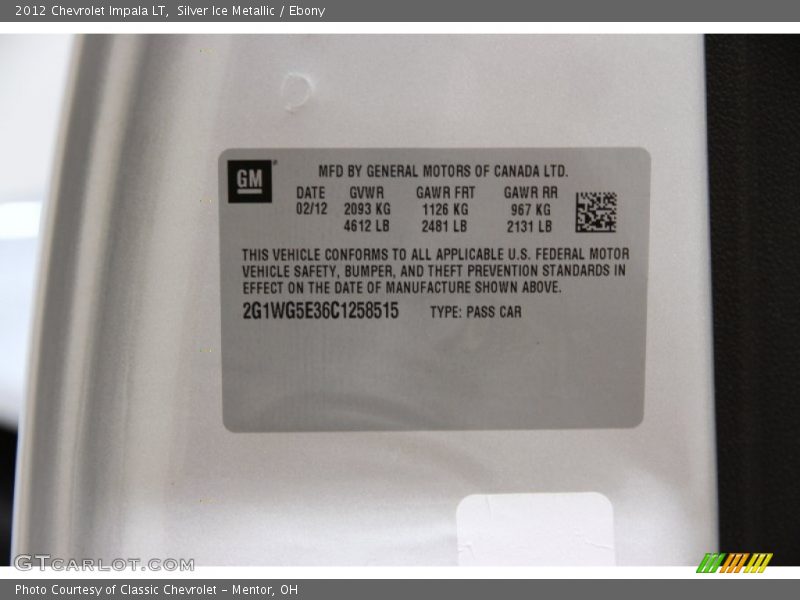 2012 Chevrolet Impala LT, Silver Ice Metallic / Ebony
GM
MFD BY GENERAL MOTORS OF CANADA LTD.
DATE GVWR GAWR FRT GAWR RR
02/12 2093 KG 1126 KG 967 KG
4612 LB 2481 LB 2131 LB
THIS VEHICLE CONFORMS TO ALL APPLICABLE U.S. FEDERAL MOTOR
VEHICLE SAFETY, BUMPER, AND THEFT PREVENTION STANDARDS IN
EFFECT ON THE DATE OF MANUFACTURE SHOWN ABOVE.
2G1WG5E36C1258515 TYPE: PASS CAR
GTCARLOT.COM
Photo Courtesy of Classic Chevrolet - Mentor, OH